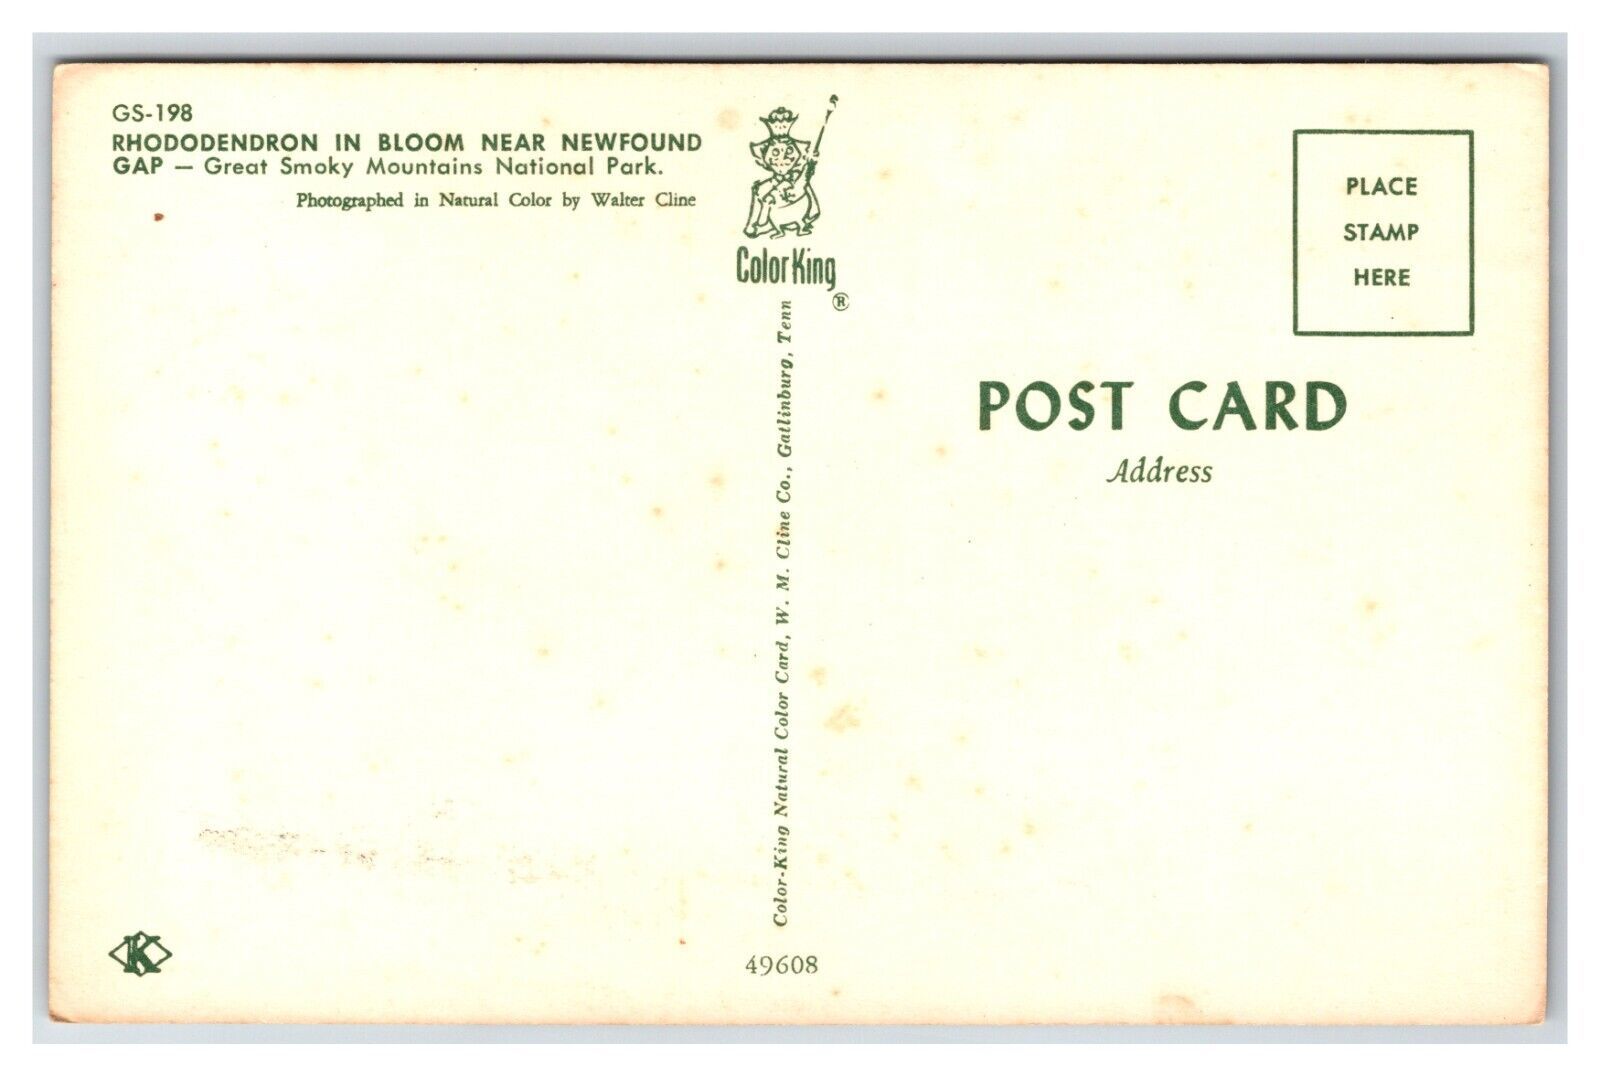 GS-198
RHODODENDRON IN BLOOM NEAR NEWFOUND
GAP — Great Smoky Mountains National Park.
Photographed in Natural Color by Walter Cline
Color King
®
Color-King Natural Color Card, W. M. Cline Co., Gatlinburg, Tenn
PLACE
STAMP
HERE
POST CARD
Address
K
49608